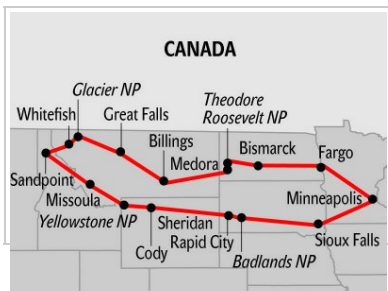 CANADA
Glacier NP
Whitefish
Great Falls
Theodore
Roosevelt NP
Billings
Medora
Bismarck
Fargo
Sandpoint
Missoula
Minneapolis
Yellowstone NP
Sheridan
Rapid City
Cody
Badlands NP
Sioux Falls